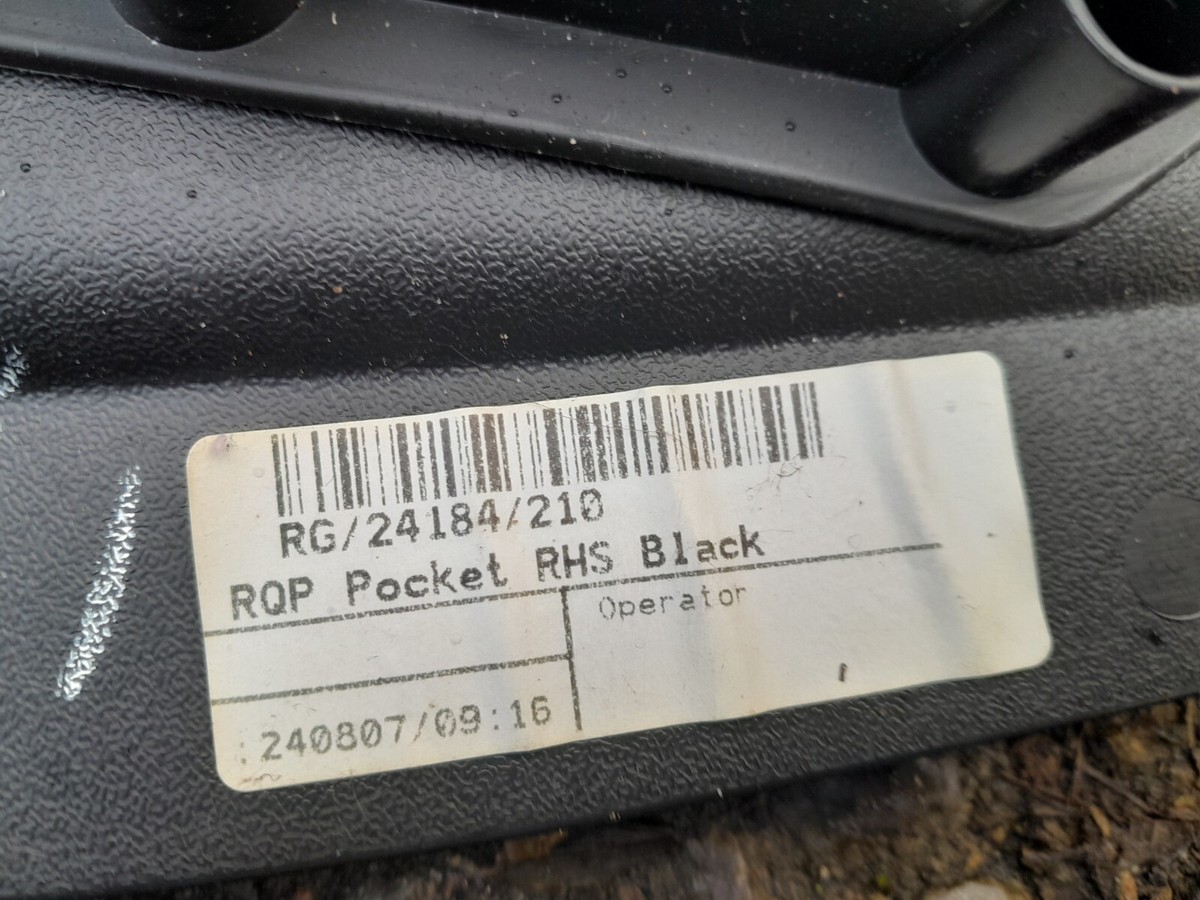 RG/24184/210
RQP Pocket RHS Black
Operator
:240807/09:16